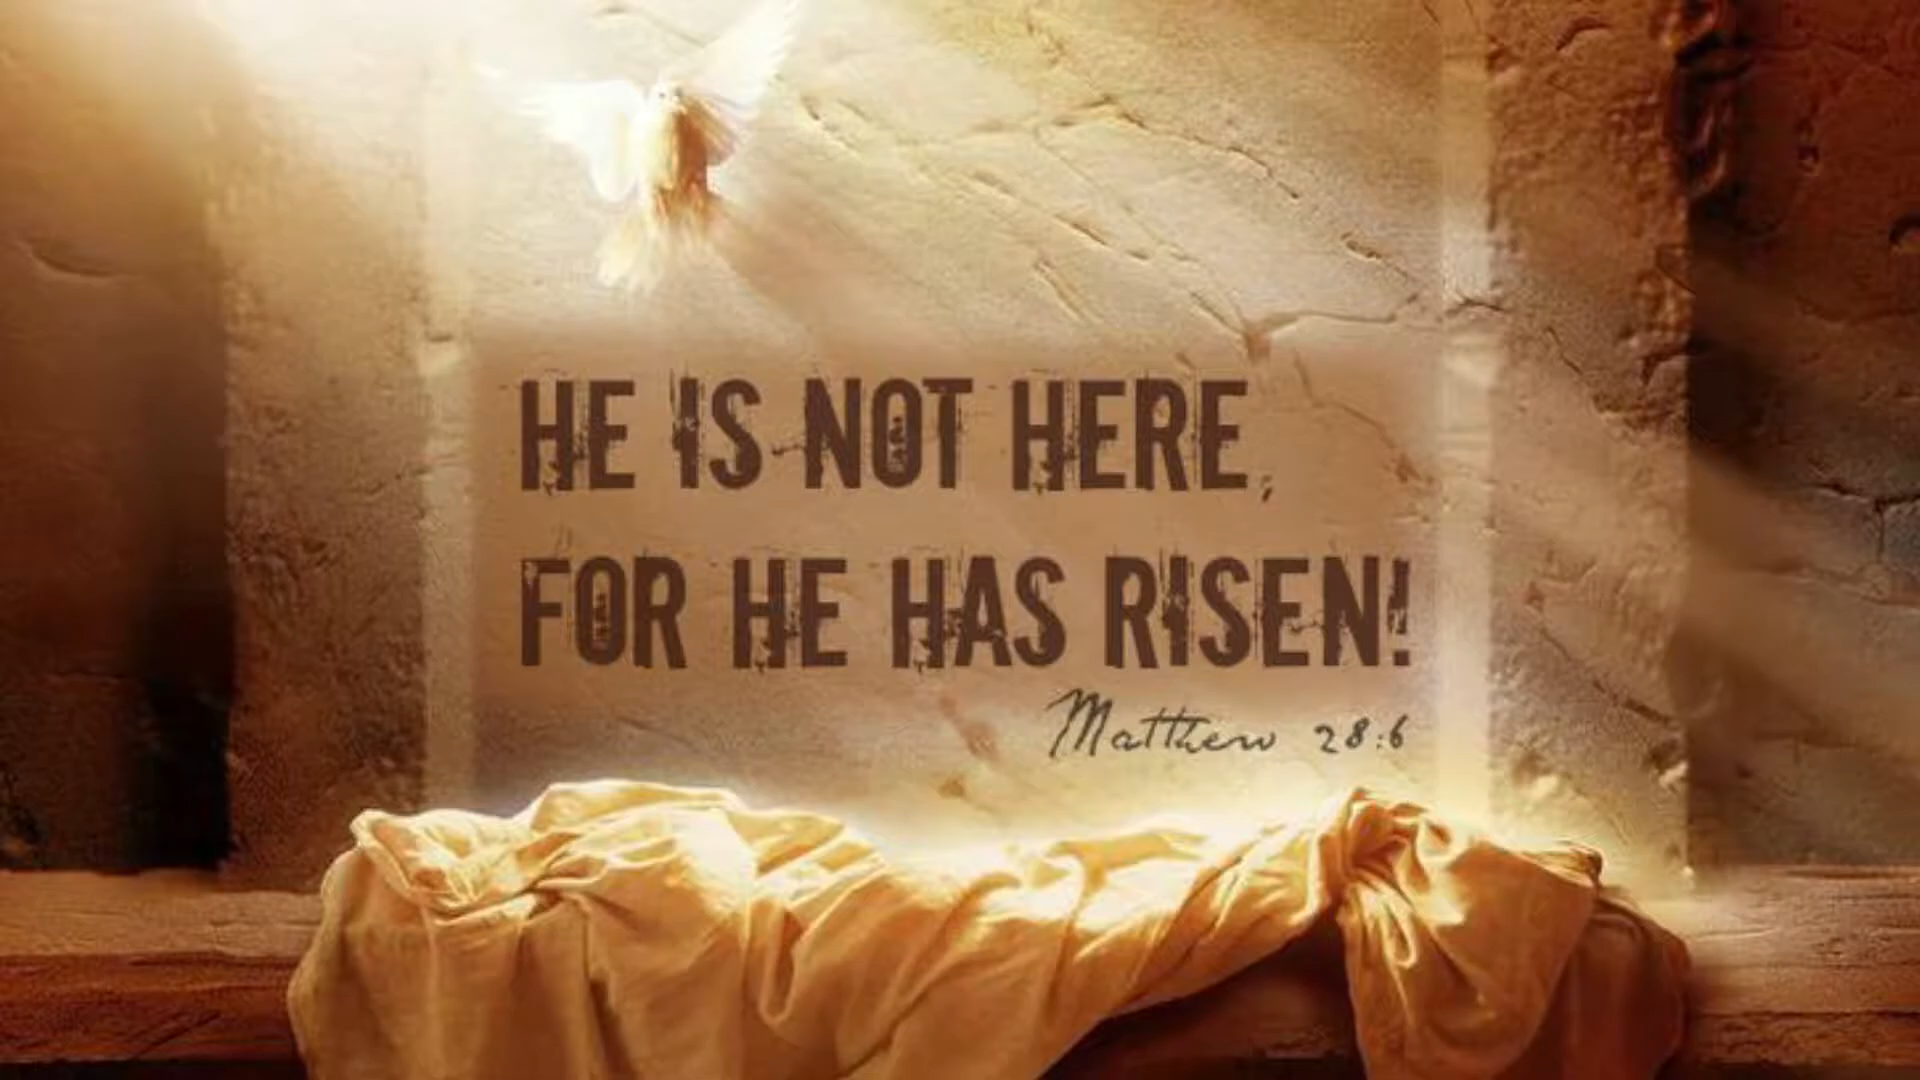 HE IS NOT HERE,
FOR HE HAS RISEN!
Matthew 28:6